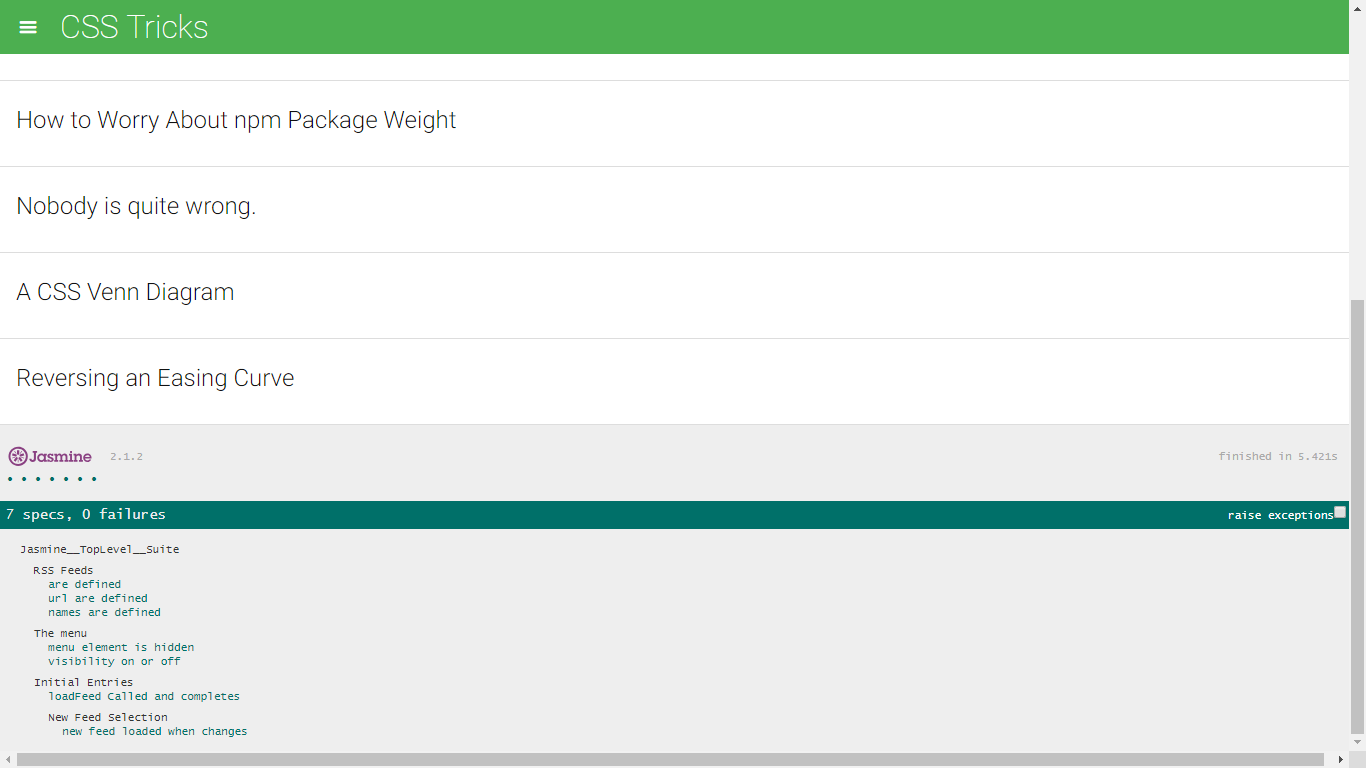 CSS Tricks
How to Worry About npm Package Weight
Nobody is quite wrong.
A CSS Venn Diagram
Reversing an Easing Curve
Jasmine 2.1.2 finished in 5.421s
7 specs, 0 failures raise exceptions
Jasmine__TopLevel__Suite
RSS Feeds
are defined
url are defined
names are defined
The menu
menu element is hidden
visibility on or off
Initial Entries
loadFeed Called and completes
New Feed Selection
new feed loaded when changes